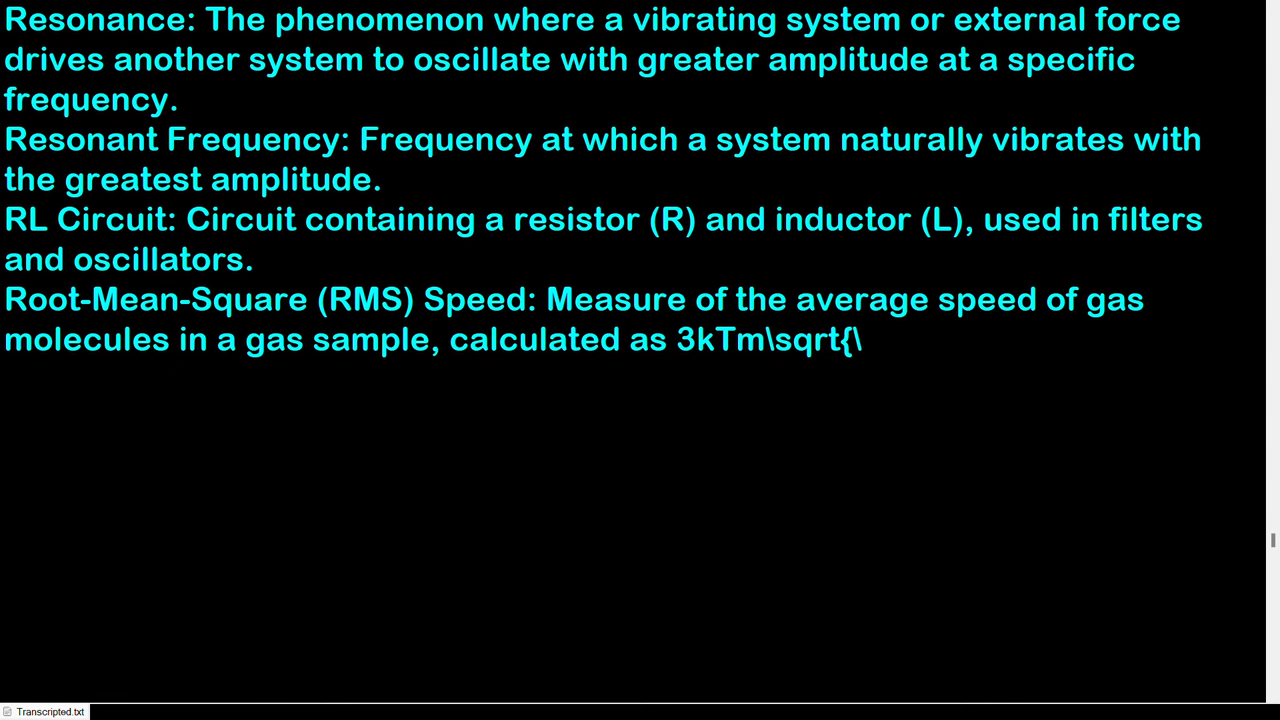 Resonance: The phenomenon where a vibrating system or external force
drives another system to oscillate with greater amplitude at a specific
frequency.
Resonant Frequency: Frequency at which a system naturally vibrates with
the greatest amplitude.
RL Circuit: Circuit containing a resistor (R) and inductor (L), used in filters
and oscillators.
Root-Mean-Square (RMS) Speed: Measure of the average speed of gas
molecules in a gas sample, calculated as 3kTm\sqrt{\
Transcripted.txt